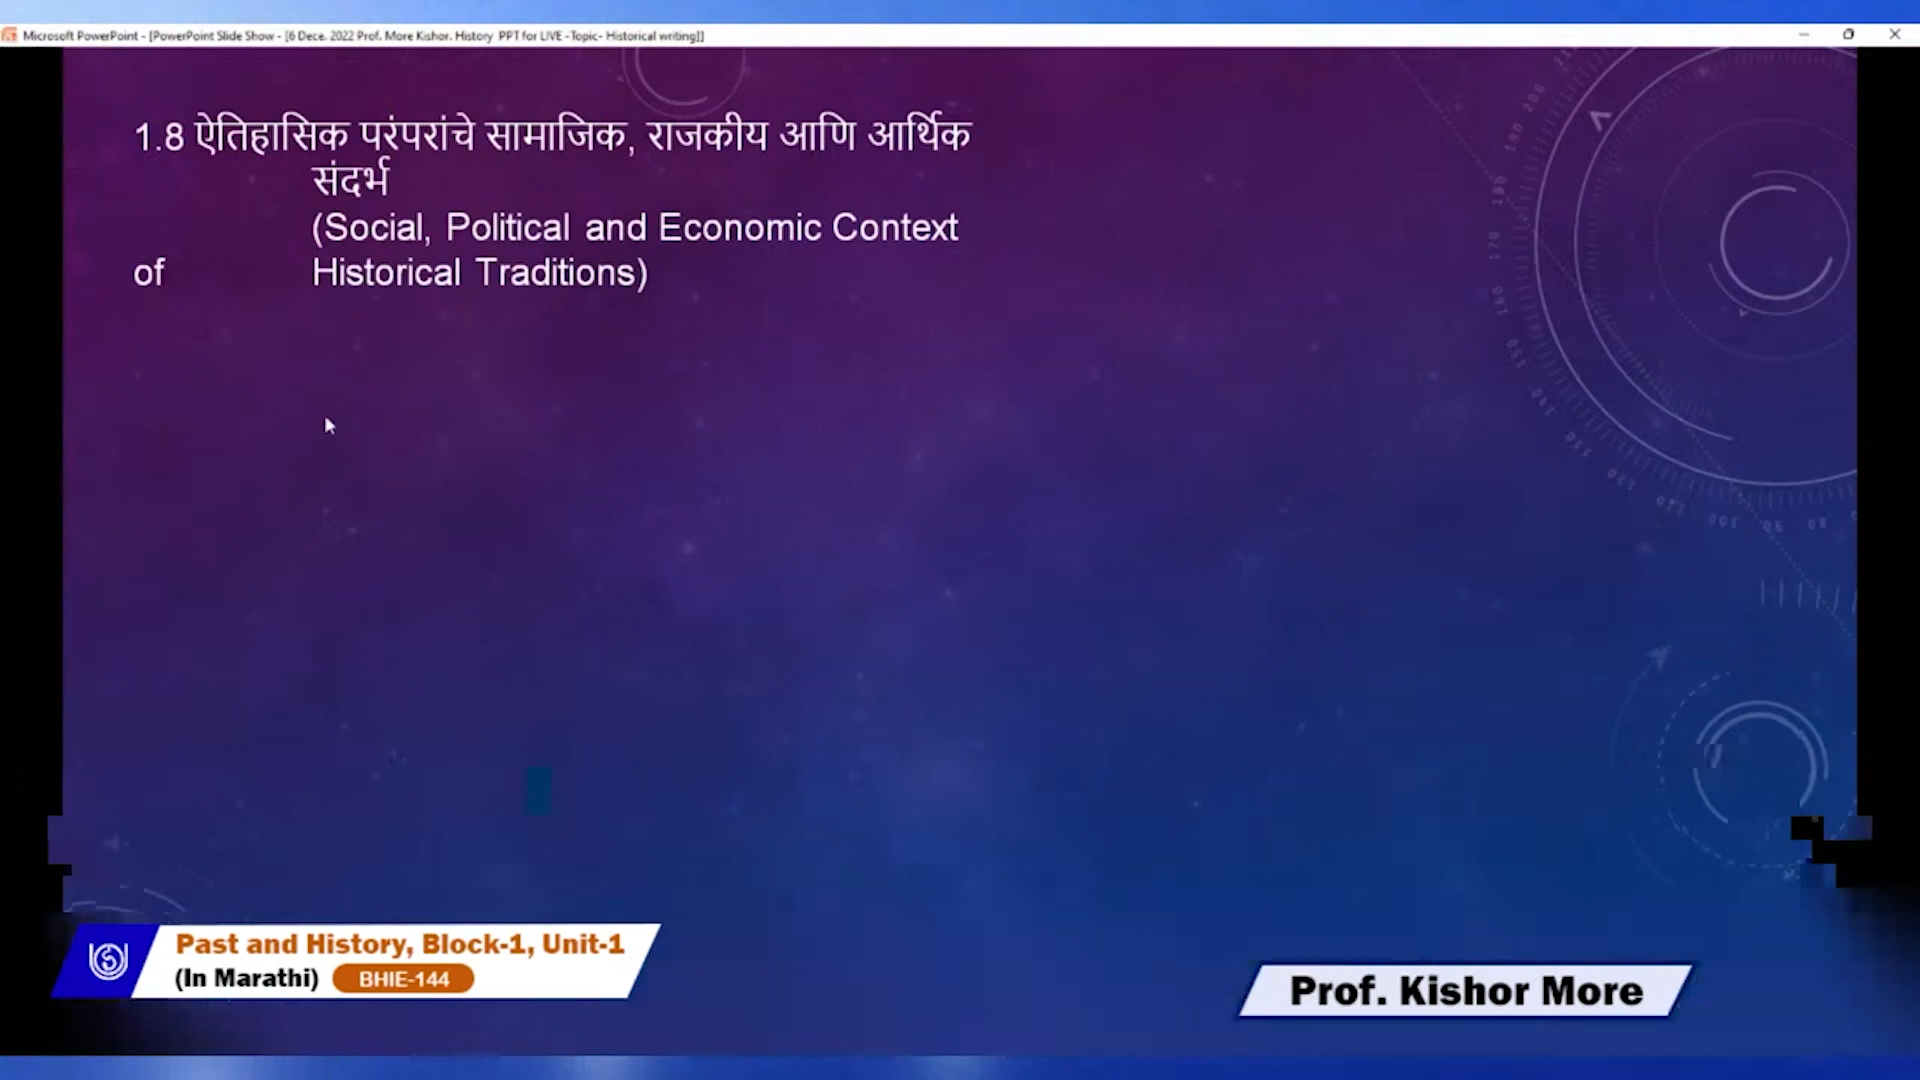 Microsoft PowerPoint - [PowerPoint Slide Show - [6 Dece. 2022 Prof. More Kishor. History PPT for LIVE -Topic- Historical writing]]
1.8 ऐतिहासिक परंपरांचे सामाजिक, राजकीय आणि आर्थिक
संदर्भ
(Social, Political and Economic Context
of Historical Traditions)
Past and History, Block-1, Unit-1
(In Marathi) BHIE-144
Prof. Kishor More